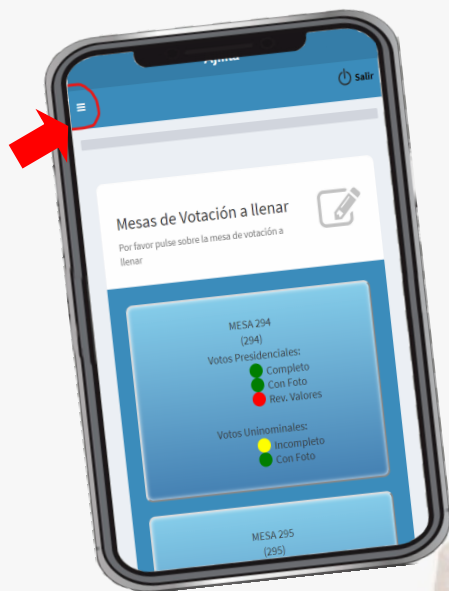 Salir
Mesas de Votación a llenar
Por favor pulse sobre la mesa de votación a
llenar
MESA 294
(294)
Votos Presidenciales:
Completo
Con Foto
Rev. Valores
Votos Uninominales:
Incompleto
Con Foto
MESA 295
(295)